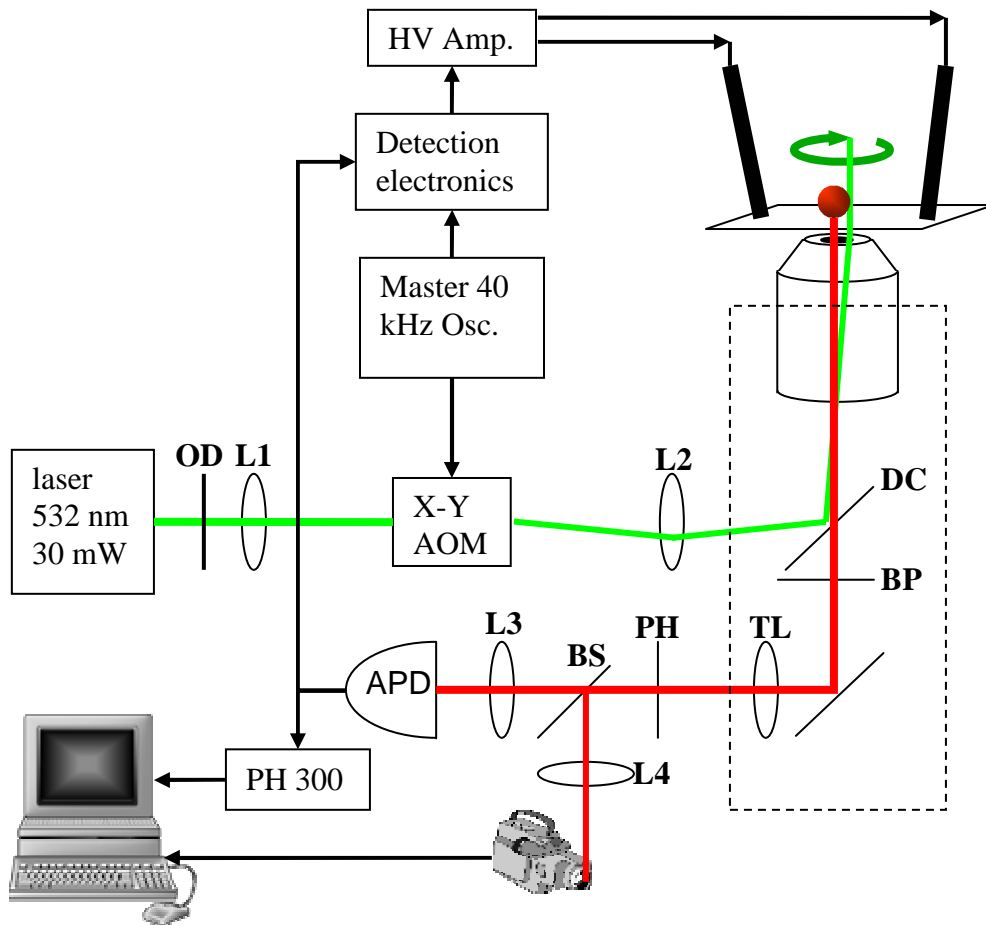 HV Amp.
Detection
electronics
Master 40
kHz Osc.
OD
L1
L2
DC
laser
532 nm
30 mW
X-Y
AOM
BP
L3
BS
PH
TL
APD
L4
PH 300